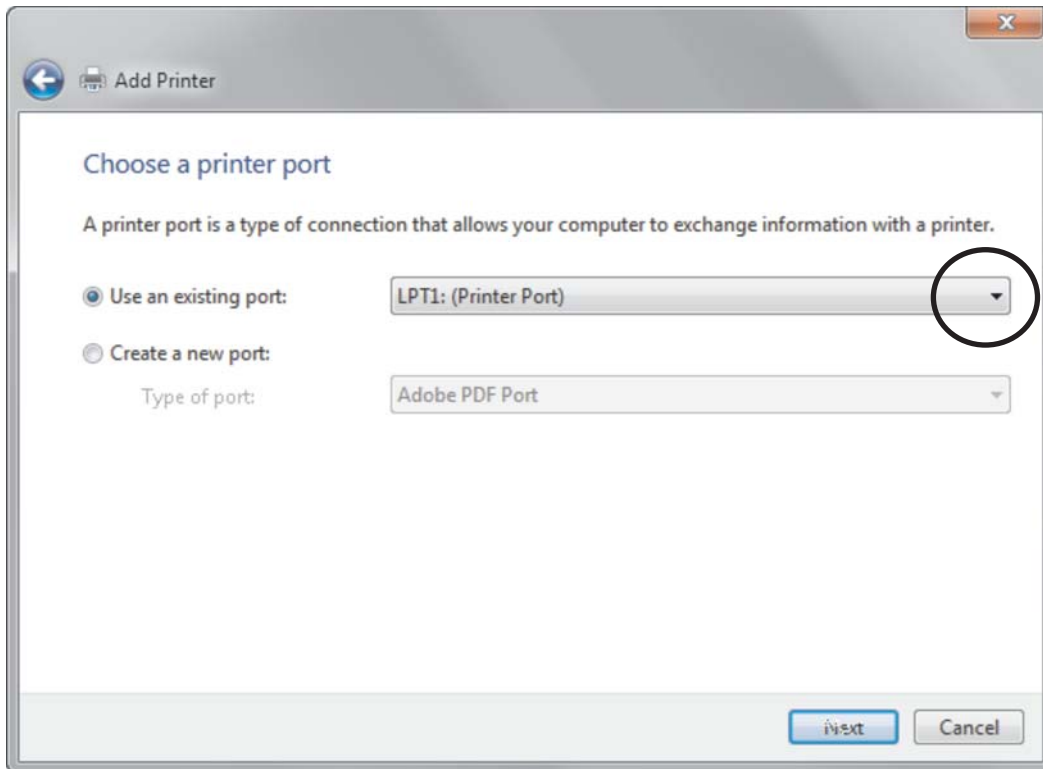 Add Printer
Choose a printer port
A printer port is a type of connection that allows your computer to exchange information with a printer.
Use an existing port: LPT1: (Printer Port)
Create a new port:
Type of port: Adobe PDF Port
Next Cancel